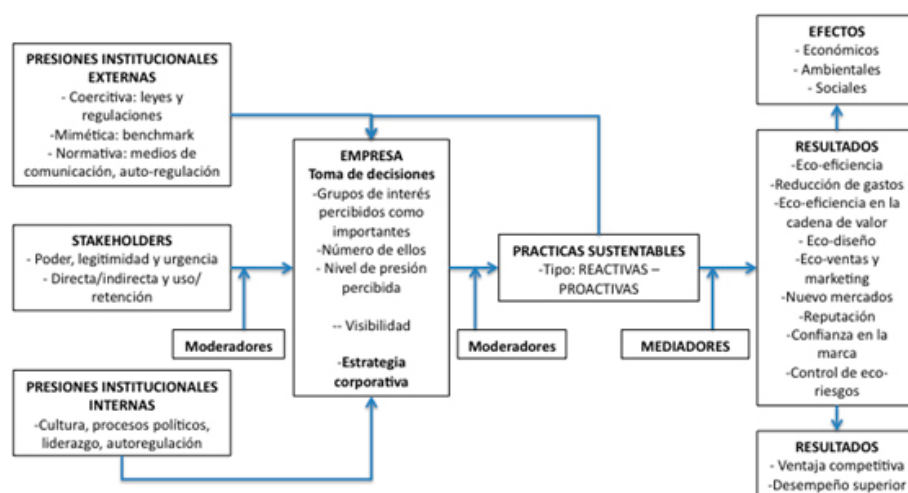 PRESIONES INSTITUCIONALES
EXTERNAS
- Coercitiva: leyes y
regulaciones
-Mimética: benchmark
- Normativa: medios de
comunicación, auto-regulación
STAKEHOLDERS
- Poder, legitimidad y urgencia
- Directa/indirecta y uso/
retención
Moderadores
PRESIONES INSTITUCIONALES
INTERNAS
-Cultura, procesos políticos,
liderazgo, autoregulación
EMPRESA
Toma de decisiones
-Grupos de interés
percibidos como
importantes
-Número de ellos
- Nivel de presión
percibida
-- Visibilidad
-Estrategia
corporativa
Moderadores
PRACTICAS SUSTENTABLES
-Tipo: REACTIVAS –
PROACTIVAS
MEDIADORES
EFECTOS
- Económicos
- Ambientales
- Sociales
RESULTADOS
-Eco-eficiencia
-Reducción de gastos
-Eco-eficiencia en la
cadena de valor
- Eco-diseño
-Eco-ventas y
marketing
-Nuevo mercados
-Reputación
- Confianza en la
marca
-Control de eco-
riesgos
RESULTADOS
- Ventaja competitiva
-Desempeño superior